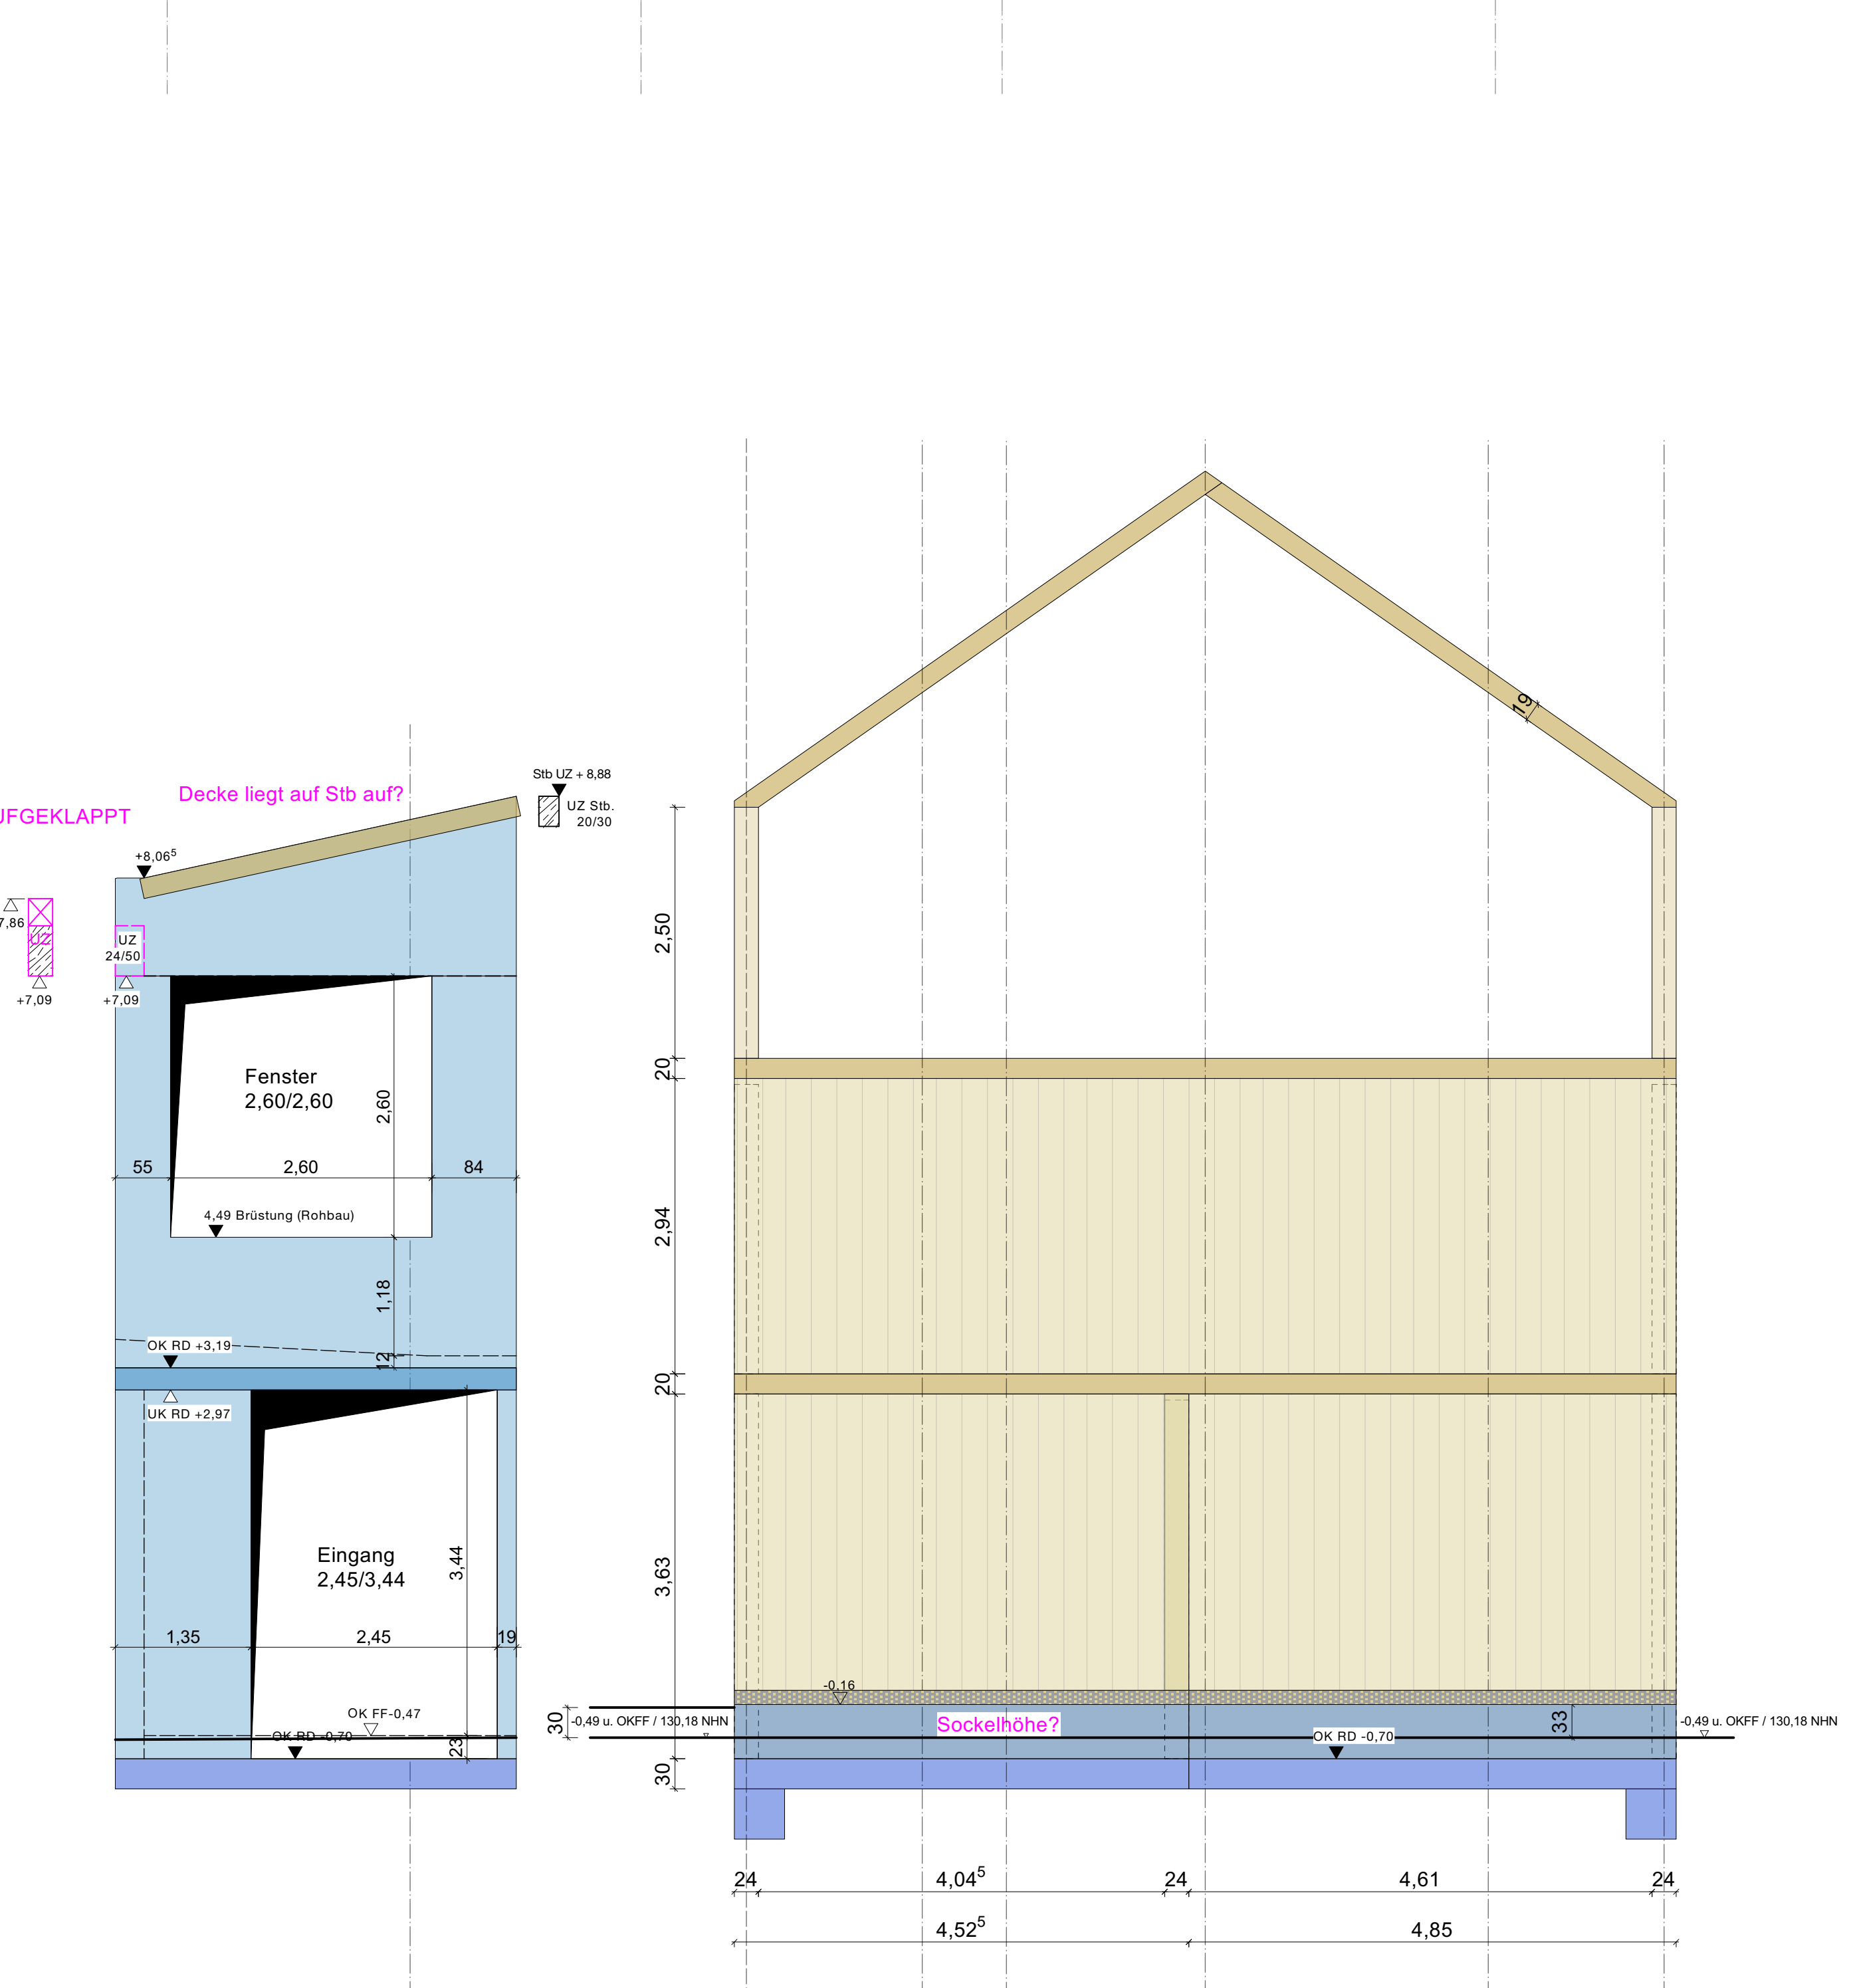 Stb UZ + 8,88
Decke liegt auf Stb auf?
UZ Stb.
20/30
UFGEKLAPPT
+8,06⁵
7,86
UZ
UZ
24/50
+7,09
+7,09
Fenster
2,60/2,60
2,60
55
2,60
84
4,49 Brüstung (Rohbau)
1,18
OK RD +3,19
12
UK RD +2,97
Eingang
2,45/3,44
3,44
1,35
2,45
19
OK FF-0,47
OK RD -0,70
23
19
2,50
20
2,94
20
3,63
30
30
-0,49 u. OKFF / 130,18 NHN
-0,16
Sockelhöhe?
OK RD -0,70
33
-0,49 u. OKFF / 130,18 NHN
24
4,04⁵
24
4,61
24
4,52⁵
4,85